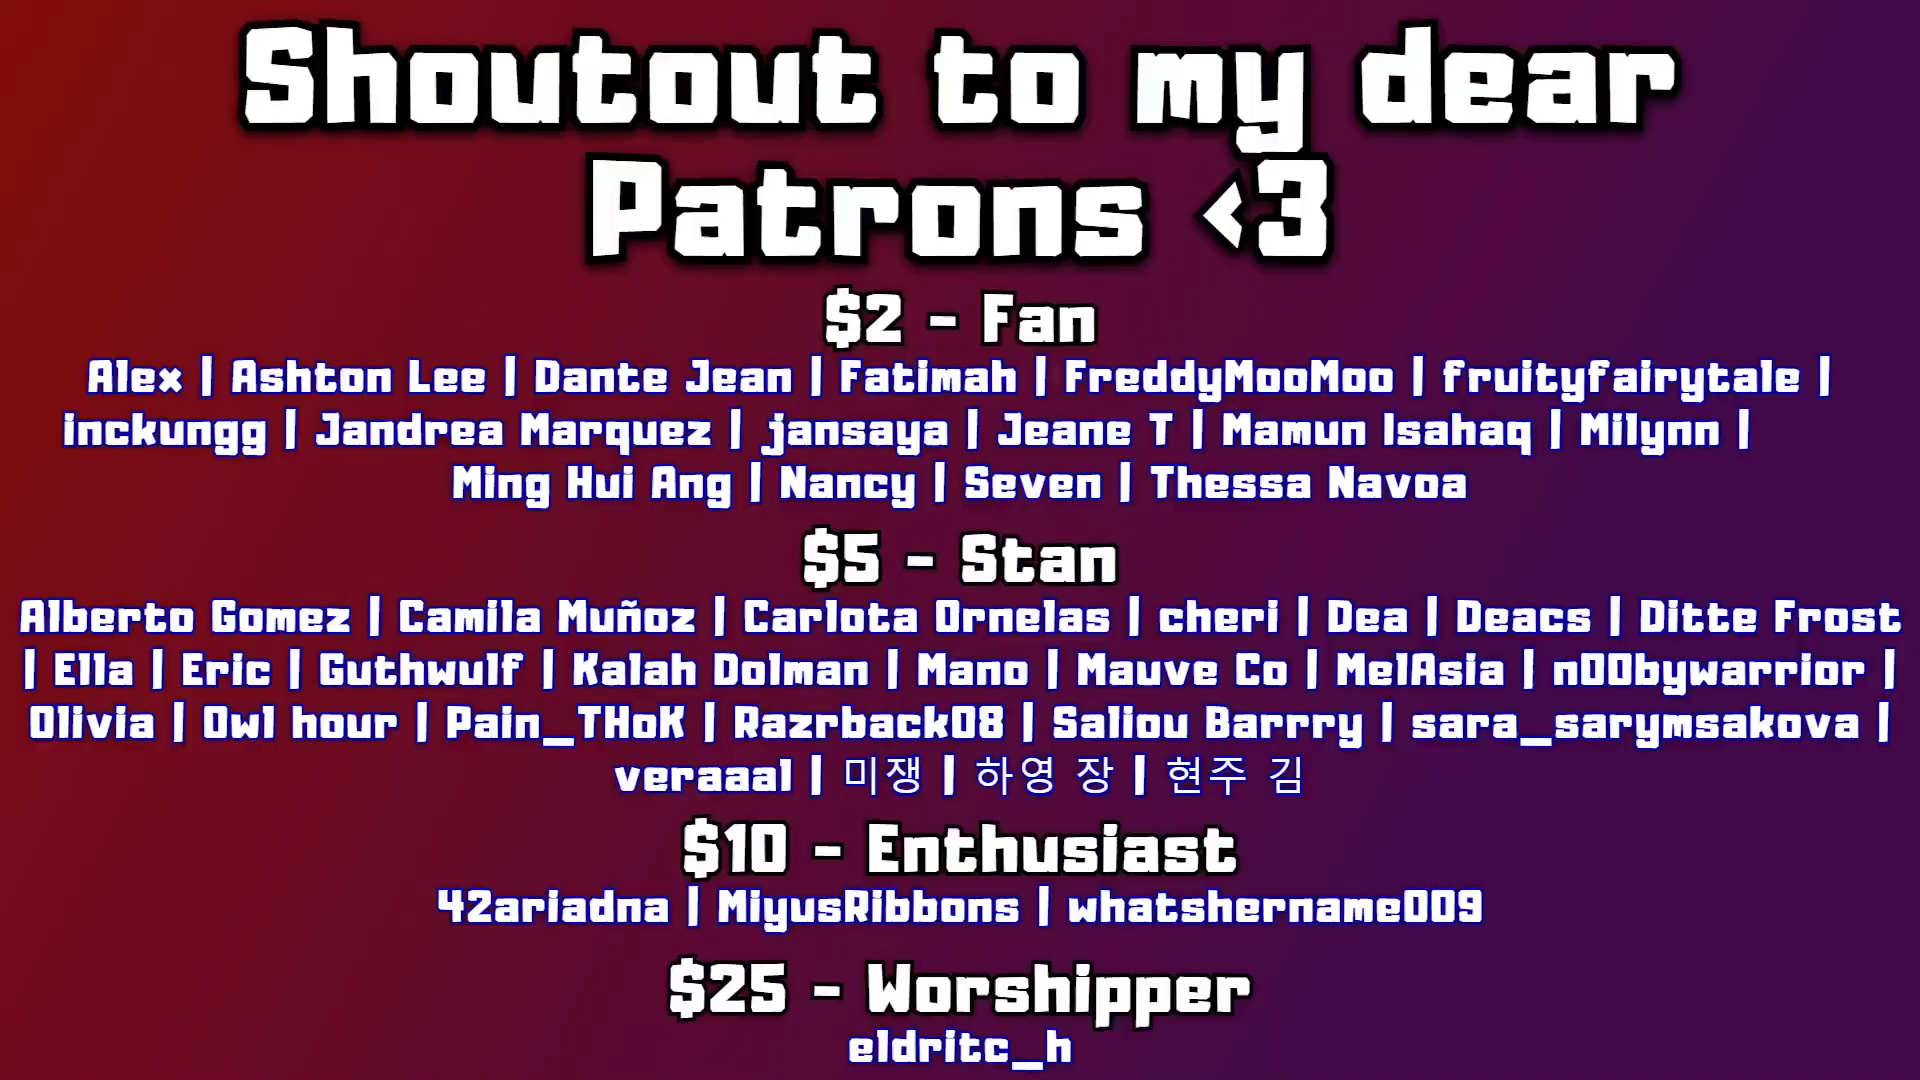 Shoutout to my dear
Patrons <3
$2 - Fan
Alex | Ashton Lee | Dante Jean | Fatimah | FreddyMooMoo | fruityfairytale |
inckungg | Jandrea Marquez | jansaya | Jeane T | Mamun Isahaq | Milynn |
Ming Hui Ang | Nancy | Seven | Thessa Navoa
$5 - Stan
Alberto Gomez | Camila Muñoz | Carlota Ornelas | cheri | Dea | Deacs | Ditte Frost
| Ella | Eric | Guthwulf | Kalah Dolman | Mano | Mauve Co | MelAsia | n00bywarrior |
Olivia | Owl hour | Pain_THoK | Razrback08 | Saliou Barrry | sara_sarymsakova |
veraaal | 미쟁 | 하영 장 | 현주 김
$10 - Enthusiast
42ariadna | MiyusRibbons | whatshername009
$25 - Worshipper
eldritc_h